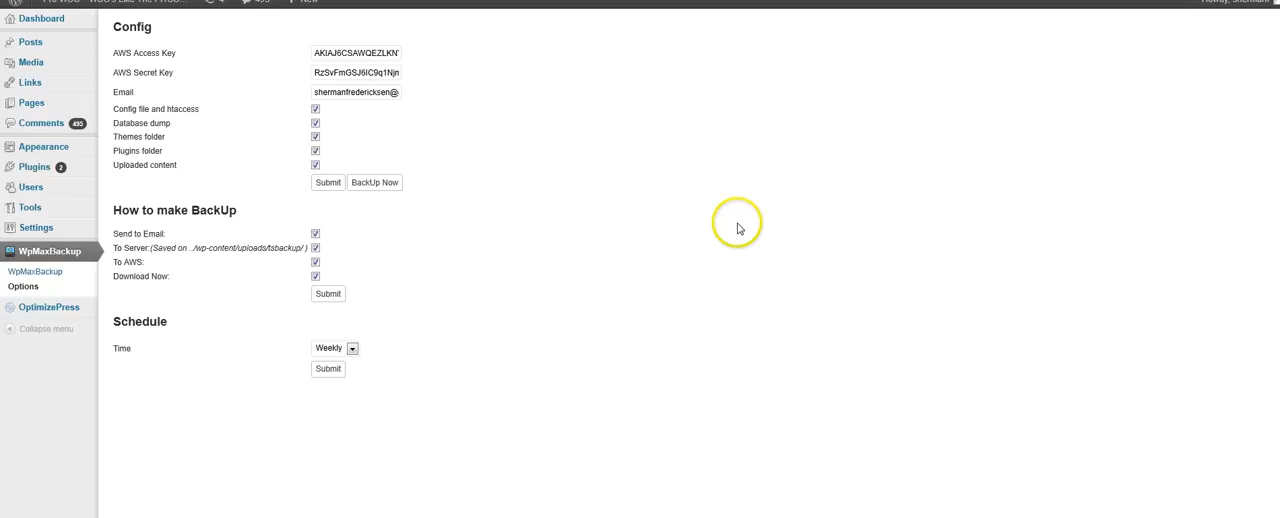 New
Dashboard
Posts
Media
Links
Pages
Comments 495
Appearance
Plugins 2
Users
Tools
Settings
WpMaxBackup
WpMaxBackup
Options
OptimizePress
Collapse menu
Config
AWS Access Key AKIAJ6CSAWQEZLKN
AWS Secret Key RzSvFmGSJ6IC9q1Njn
Email shermanfredericksen@
Config file and htaccess
Database dump
Themes folder
Plugins folder
Uploaded content
Submit BackUp Now
How to make BackUp
Send to Email:
To Server:(Saved on ../wp-content/uploads/tsbackup/ )
To AWS:
Download Now:
Submit
Schedule
Time Weekly
Submit